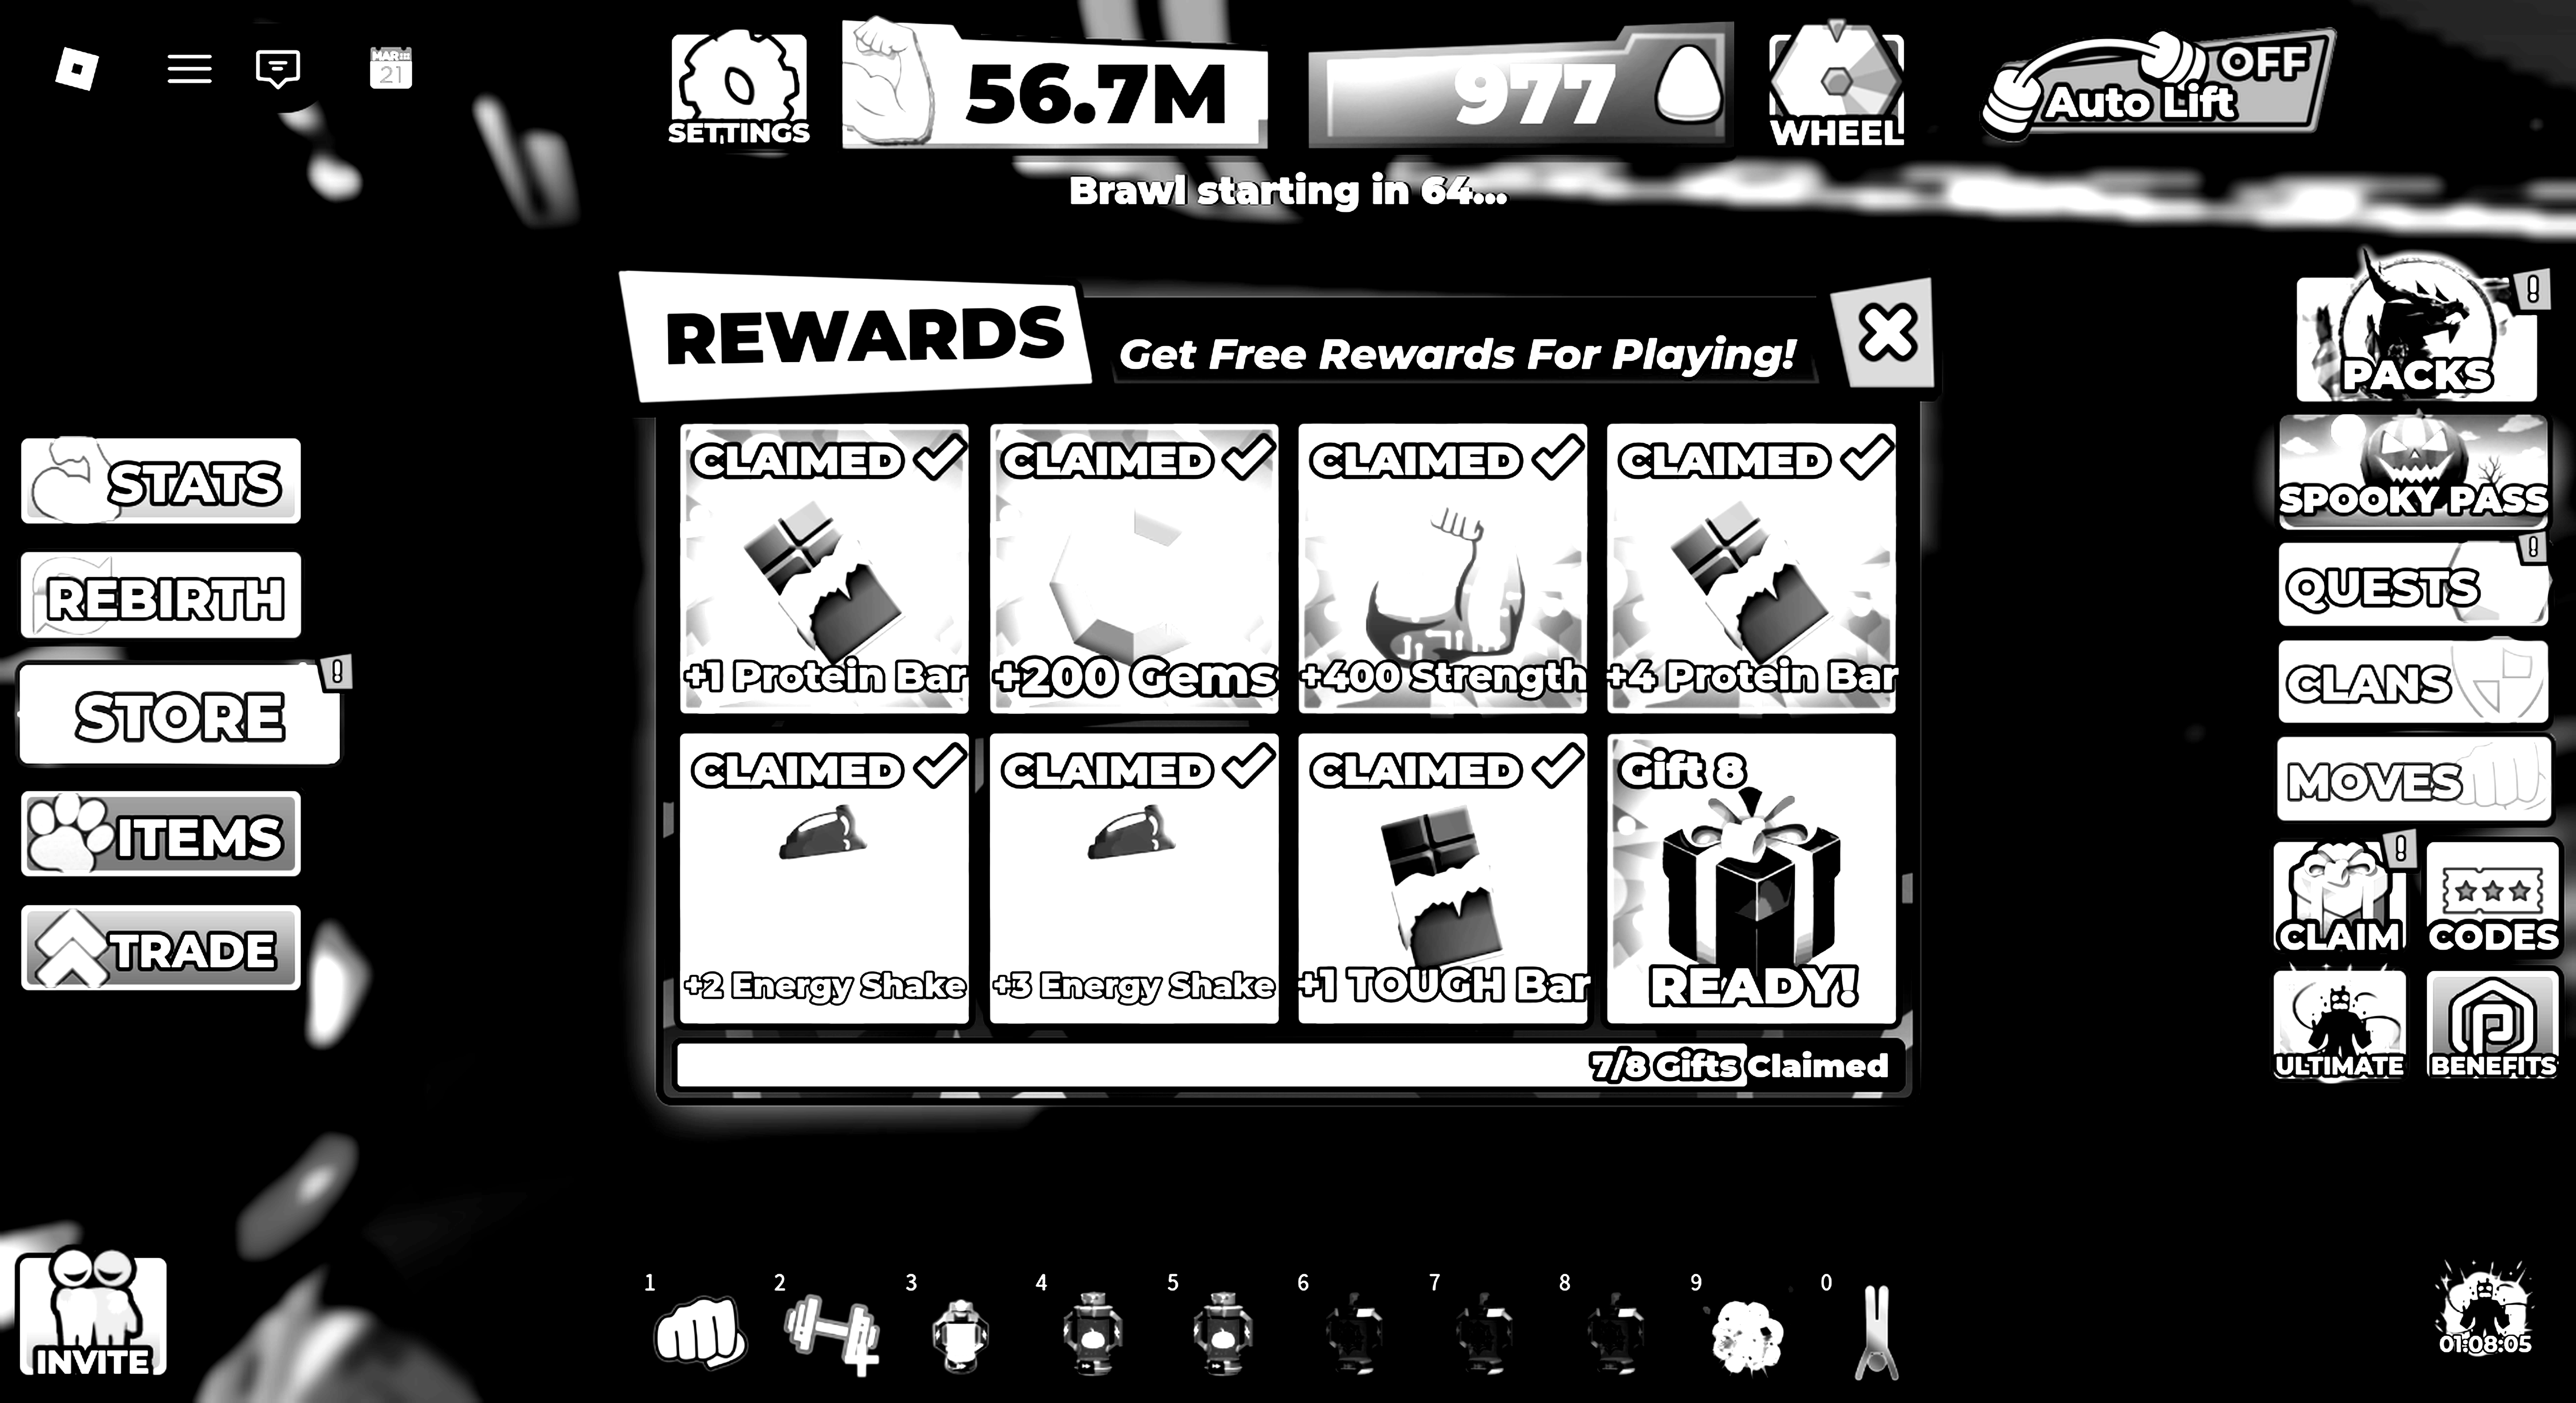 MAR
21
SETTINGS
56.7M
977
WHEEL
OFF
Auto Lift
Brawl starting in 64...
REWARDS
Get Free Rewards For Playing!
CLAIMED
+1 Protein Bar
CLAIMED
+200 Gems
CLAIMED
+400 Strength
CLAIMED
+4 Protein Bar
CLAIMED
+2 Energy Shake
CLAIMED
+3 Energy Shake
CLAIMED
+1 TOUGH Bar
Gift 8
READY!
7/8 Gifts Claimed
STATS
REBIRTH
!
STORE
ITEMS
TRADE
INVITE
!
PACKS
SPOOKY PASS
!
QUESTS
CLANS
MOVES
!
CLAIM
CODES
ULTIMATE
BENEFITS
1 2 3 4 5 6 7 8 9 0
01:08:05